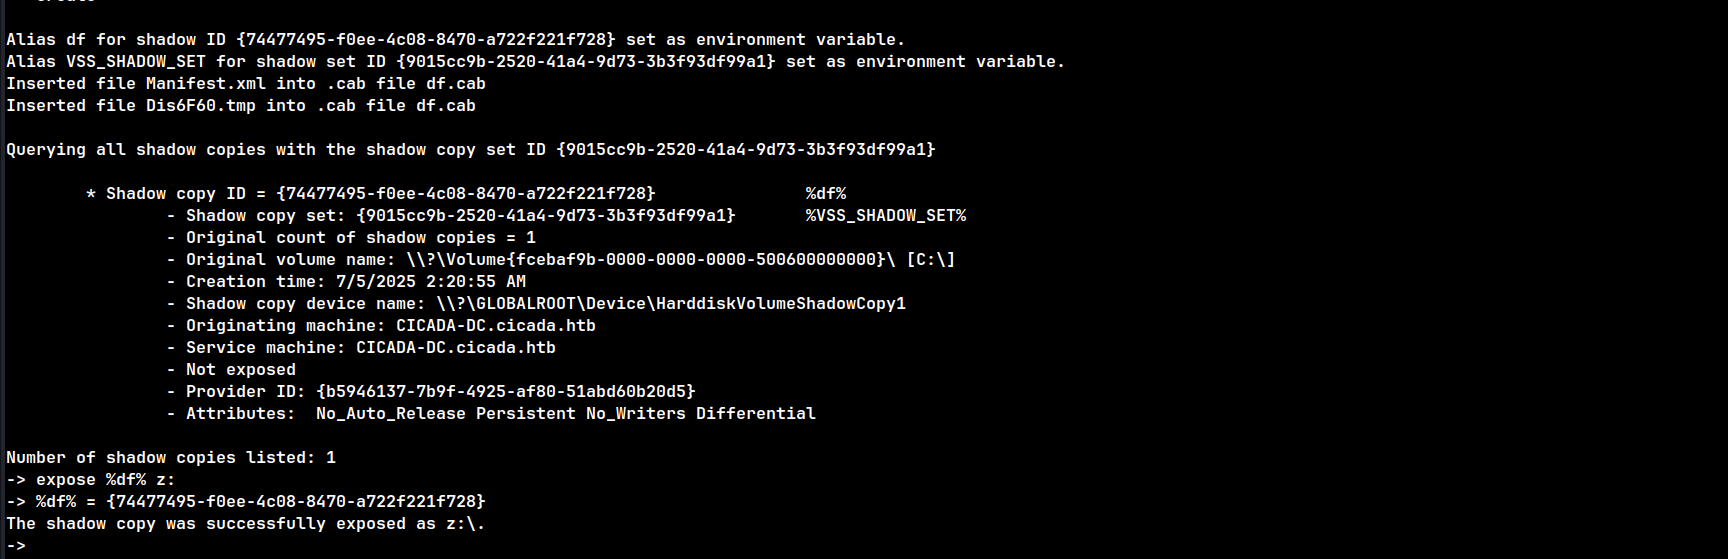 Alias df for shadow ID {74477495-f0ee-4c08-8470-a722f221f728} set as environment variable.
Alias VSS_SHADOW_SET for shadow set ID {9015cc9b-2520-41a4-9d73-3b3f93df99a1} set as environment variable.
Inserted file Manifest.xml into .cab file df.cab
Inserted file Dis6F60.tmp into .cab file df.cab
Querying all shadow copies with the shadow copy set ID {9015cc9b-2520-41a4-9d73-3b3f93df99a1}
* Shadow copy ID = {74477495-f0ee-4c08-8470-a722f221f728} %df%
- Shadow copy set: {9015cc9b-2520-41a4-9d73-3b3f93df99a1} %VSS_SHADOW_SET%
- Original count of shadow copies = 1
- Original volume name: \\?\Volume{fcebaf9b-0000-0000-0000-500600000000}\ [C:\]
- Creation time: 7/5/2025 2:20:55 AM
- Shadow copy device name: \\?\GLOBALROOT\Device\HarddiskVolumeShadowCopy1
- Originating machine: CICADA-DC.cicada.htb
- Service machine: CICADA-DC.cicada.htb
- Not exposed
- Provider ID: {b5946137-7b9f-4925-af80-51abd60b20d5}
- Attributes:  No_Auto_Release Persistent No_Writers Differential
Number of shadow copies listed: 1
-> expose %df% z:
-> %df% = {74477495-f0ee-4c08-8470-a722f221f728}
The shadow copy was successfully exposed as z:\.
->